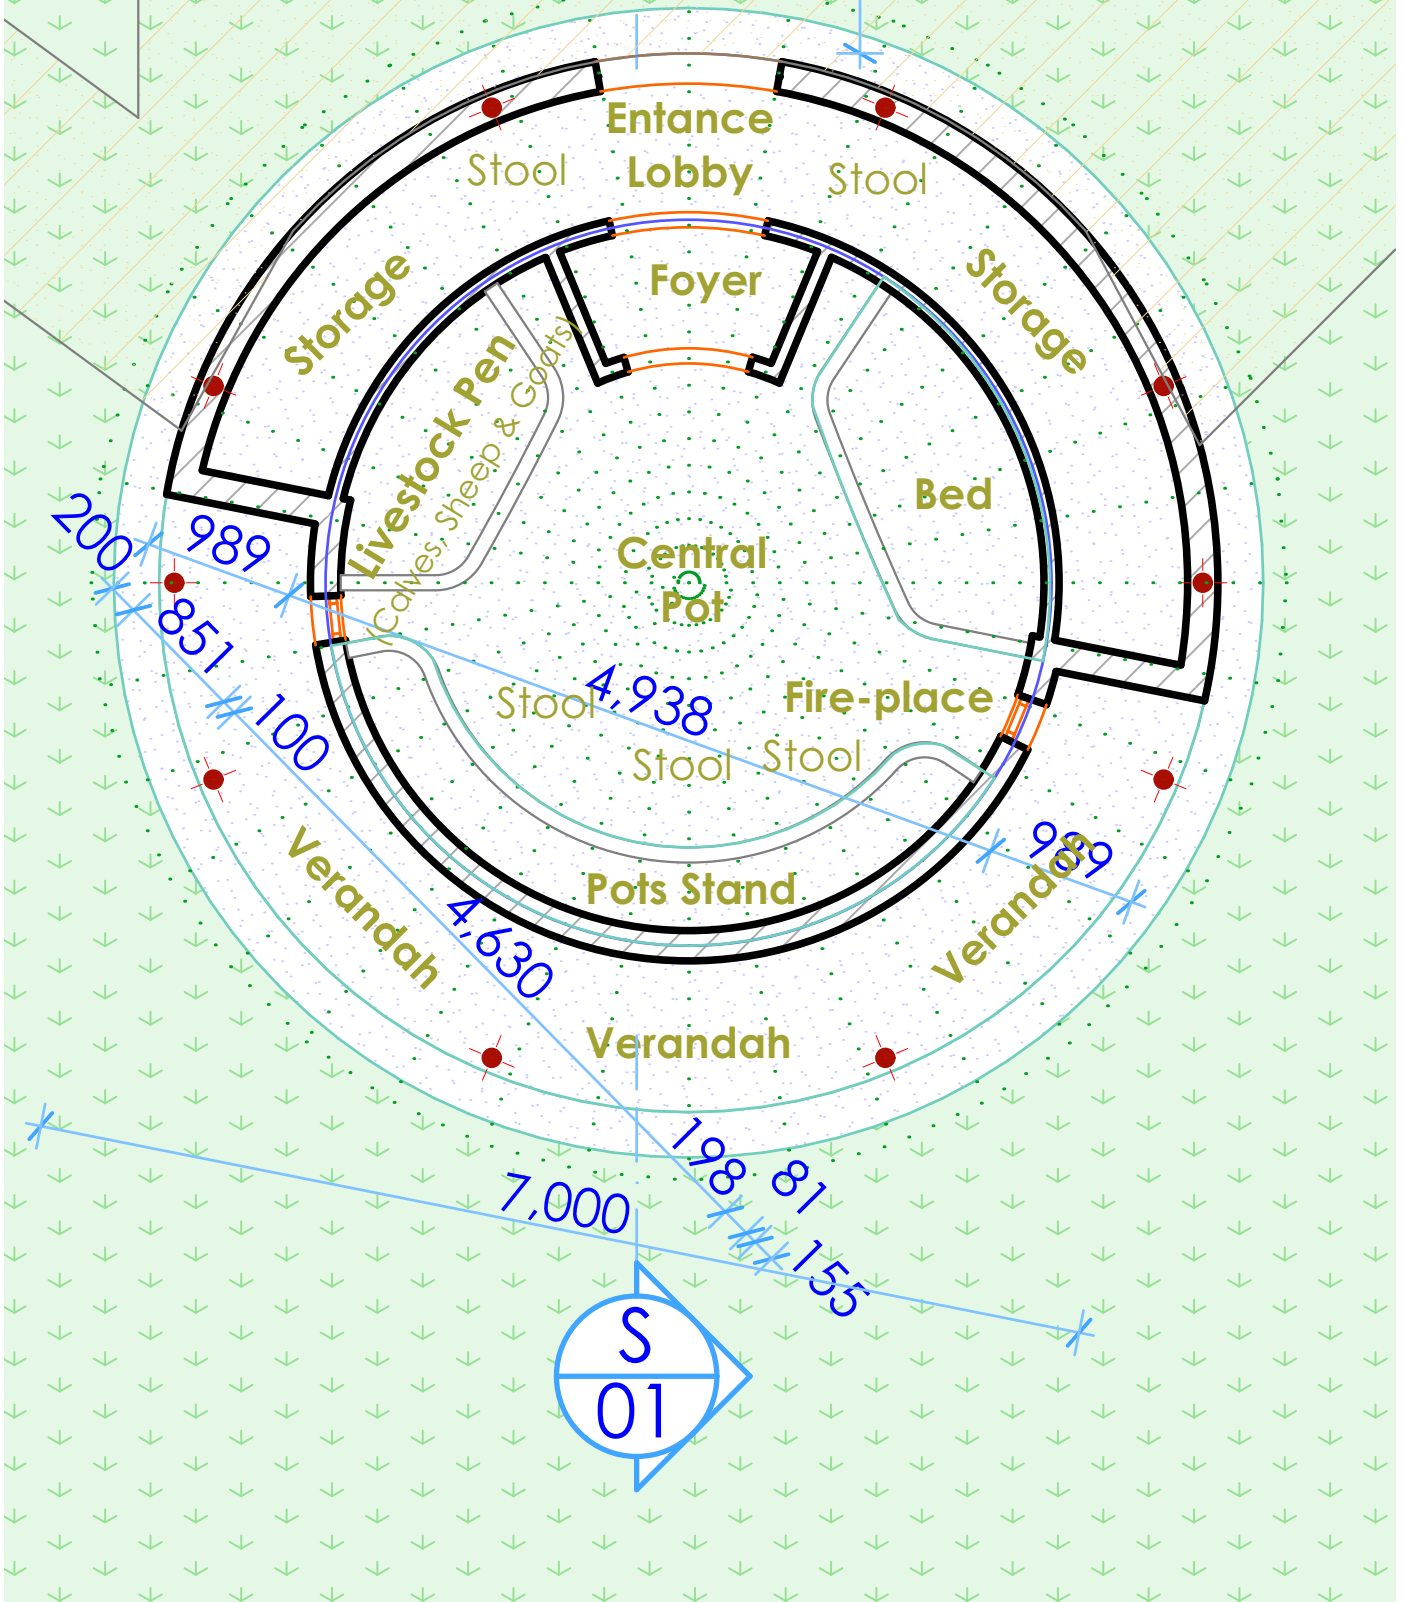 Entance
Lobby
Stool
Stool
Foyer
Storage
Storage
Livestock Pen
(Calves, Sheep & Goats)
Bed
200
989
Central
Pot
851
4,938
Fire-place
Stool
100
Stool
Stool
989
Verandah
Verandah
Pots Stand
4,630
Verandah
198
81
7,000
155
S
01